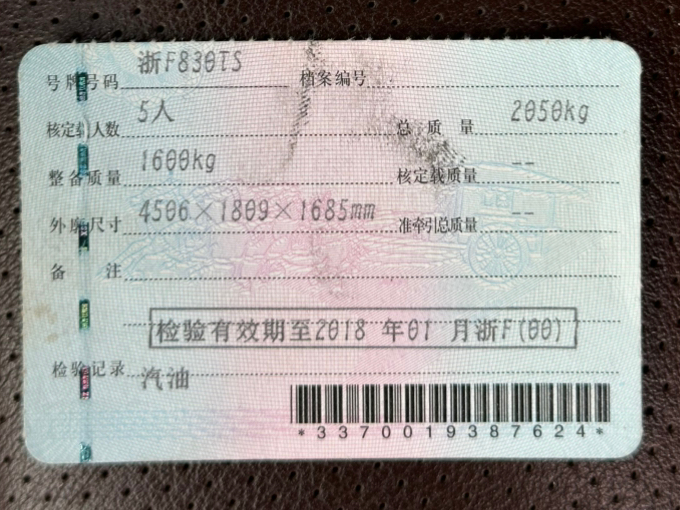 号牌号码 浙F830TS 档案编号
核定载人数 5人 总质量 2050kg
整备质量 1600kg 核定载质量 --
外廓尺寸 4506×1809×1685mm 准牵引总质量 --
备注
检验有效期至2018 年01 月浙F(00)
检验记录 汽油
*3370019387624*